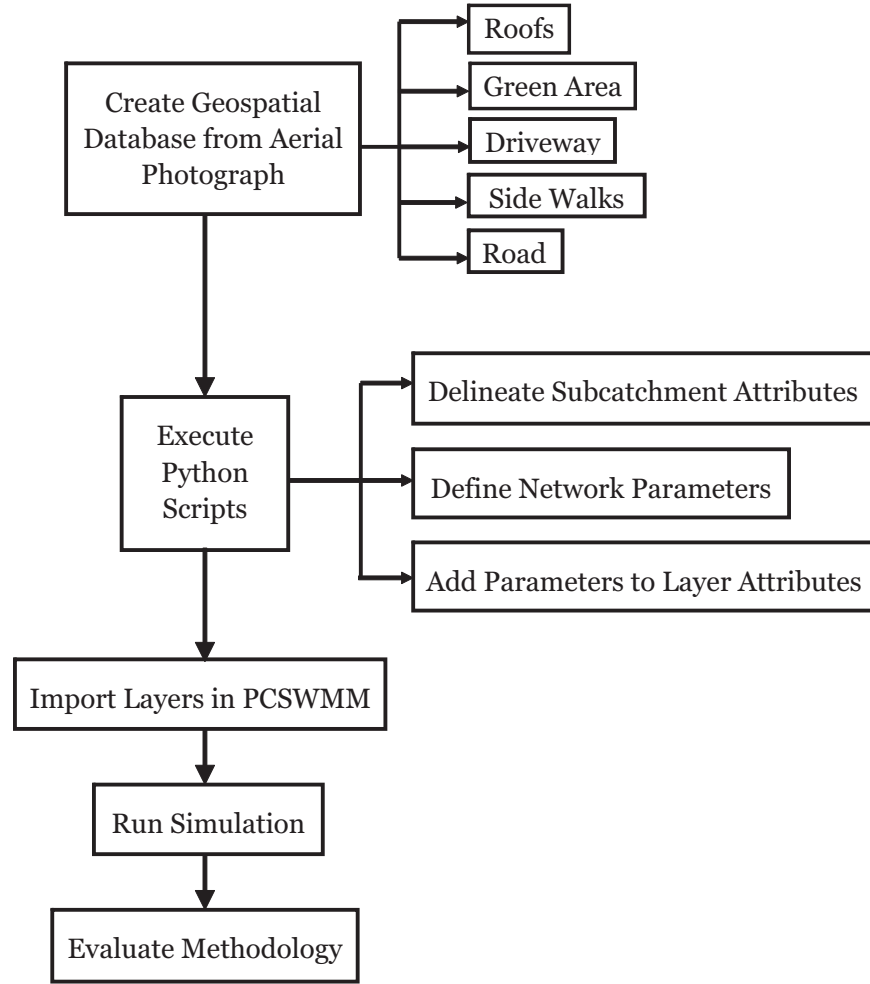 Create Geospatial
Database from Aerial
Photograph
Roofs
Green Area
Driveway
Side Walks
Road
Execute
Python
Scripts
Delineate Subcatchment Attributes
Define Network Parameters
Add Parameters to Layer Attributes
Import Layers in PCSWMM
Run Simulation
Evaluate Methodology